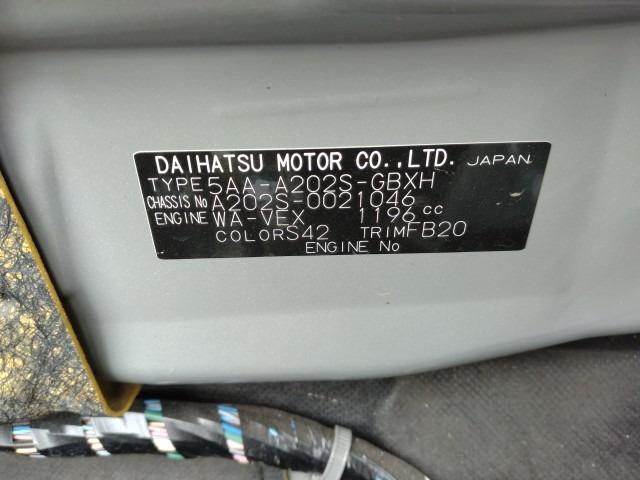 DAIHATSU MOTOR CO.,LTD. JAPAN
TYPE 5AA-A202S-GBXH
CHASSIS No A202S-0021046
ENGINE WA-VEX 1196 cc
COLOR S42 TRIM FB20
ENGINE No